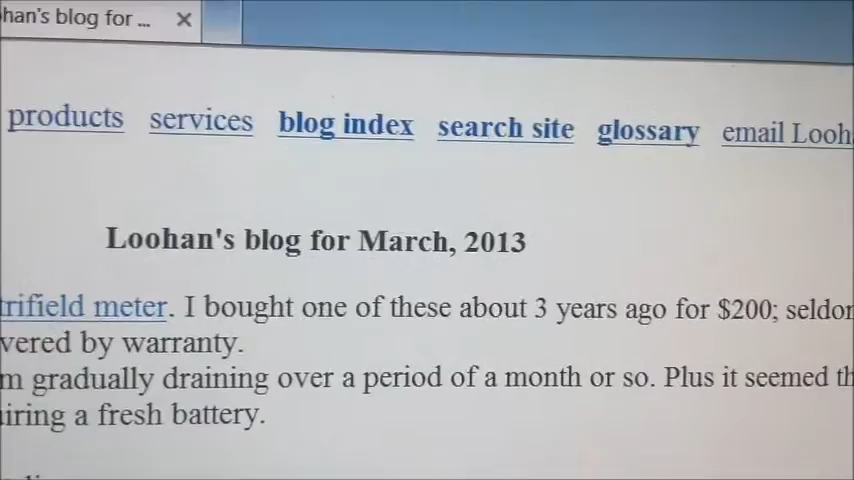 han's blog for ...
products services blog index search site glossary email Looh
Loohan's blog for March, 2013
trifield meter. I bought one of these about 3 years ago for $200; seldor
vered by warranty.
m gradually draining over a period of a month or so. Plus it seemed th
iring a fresh battery.